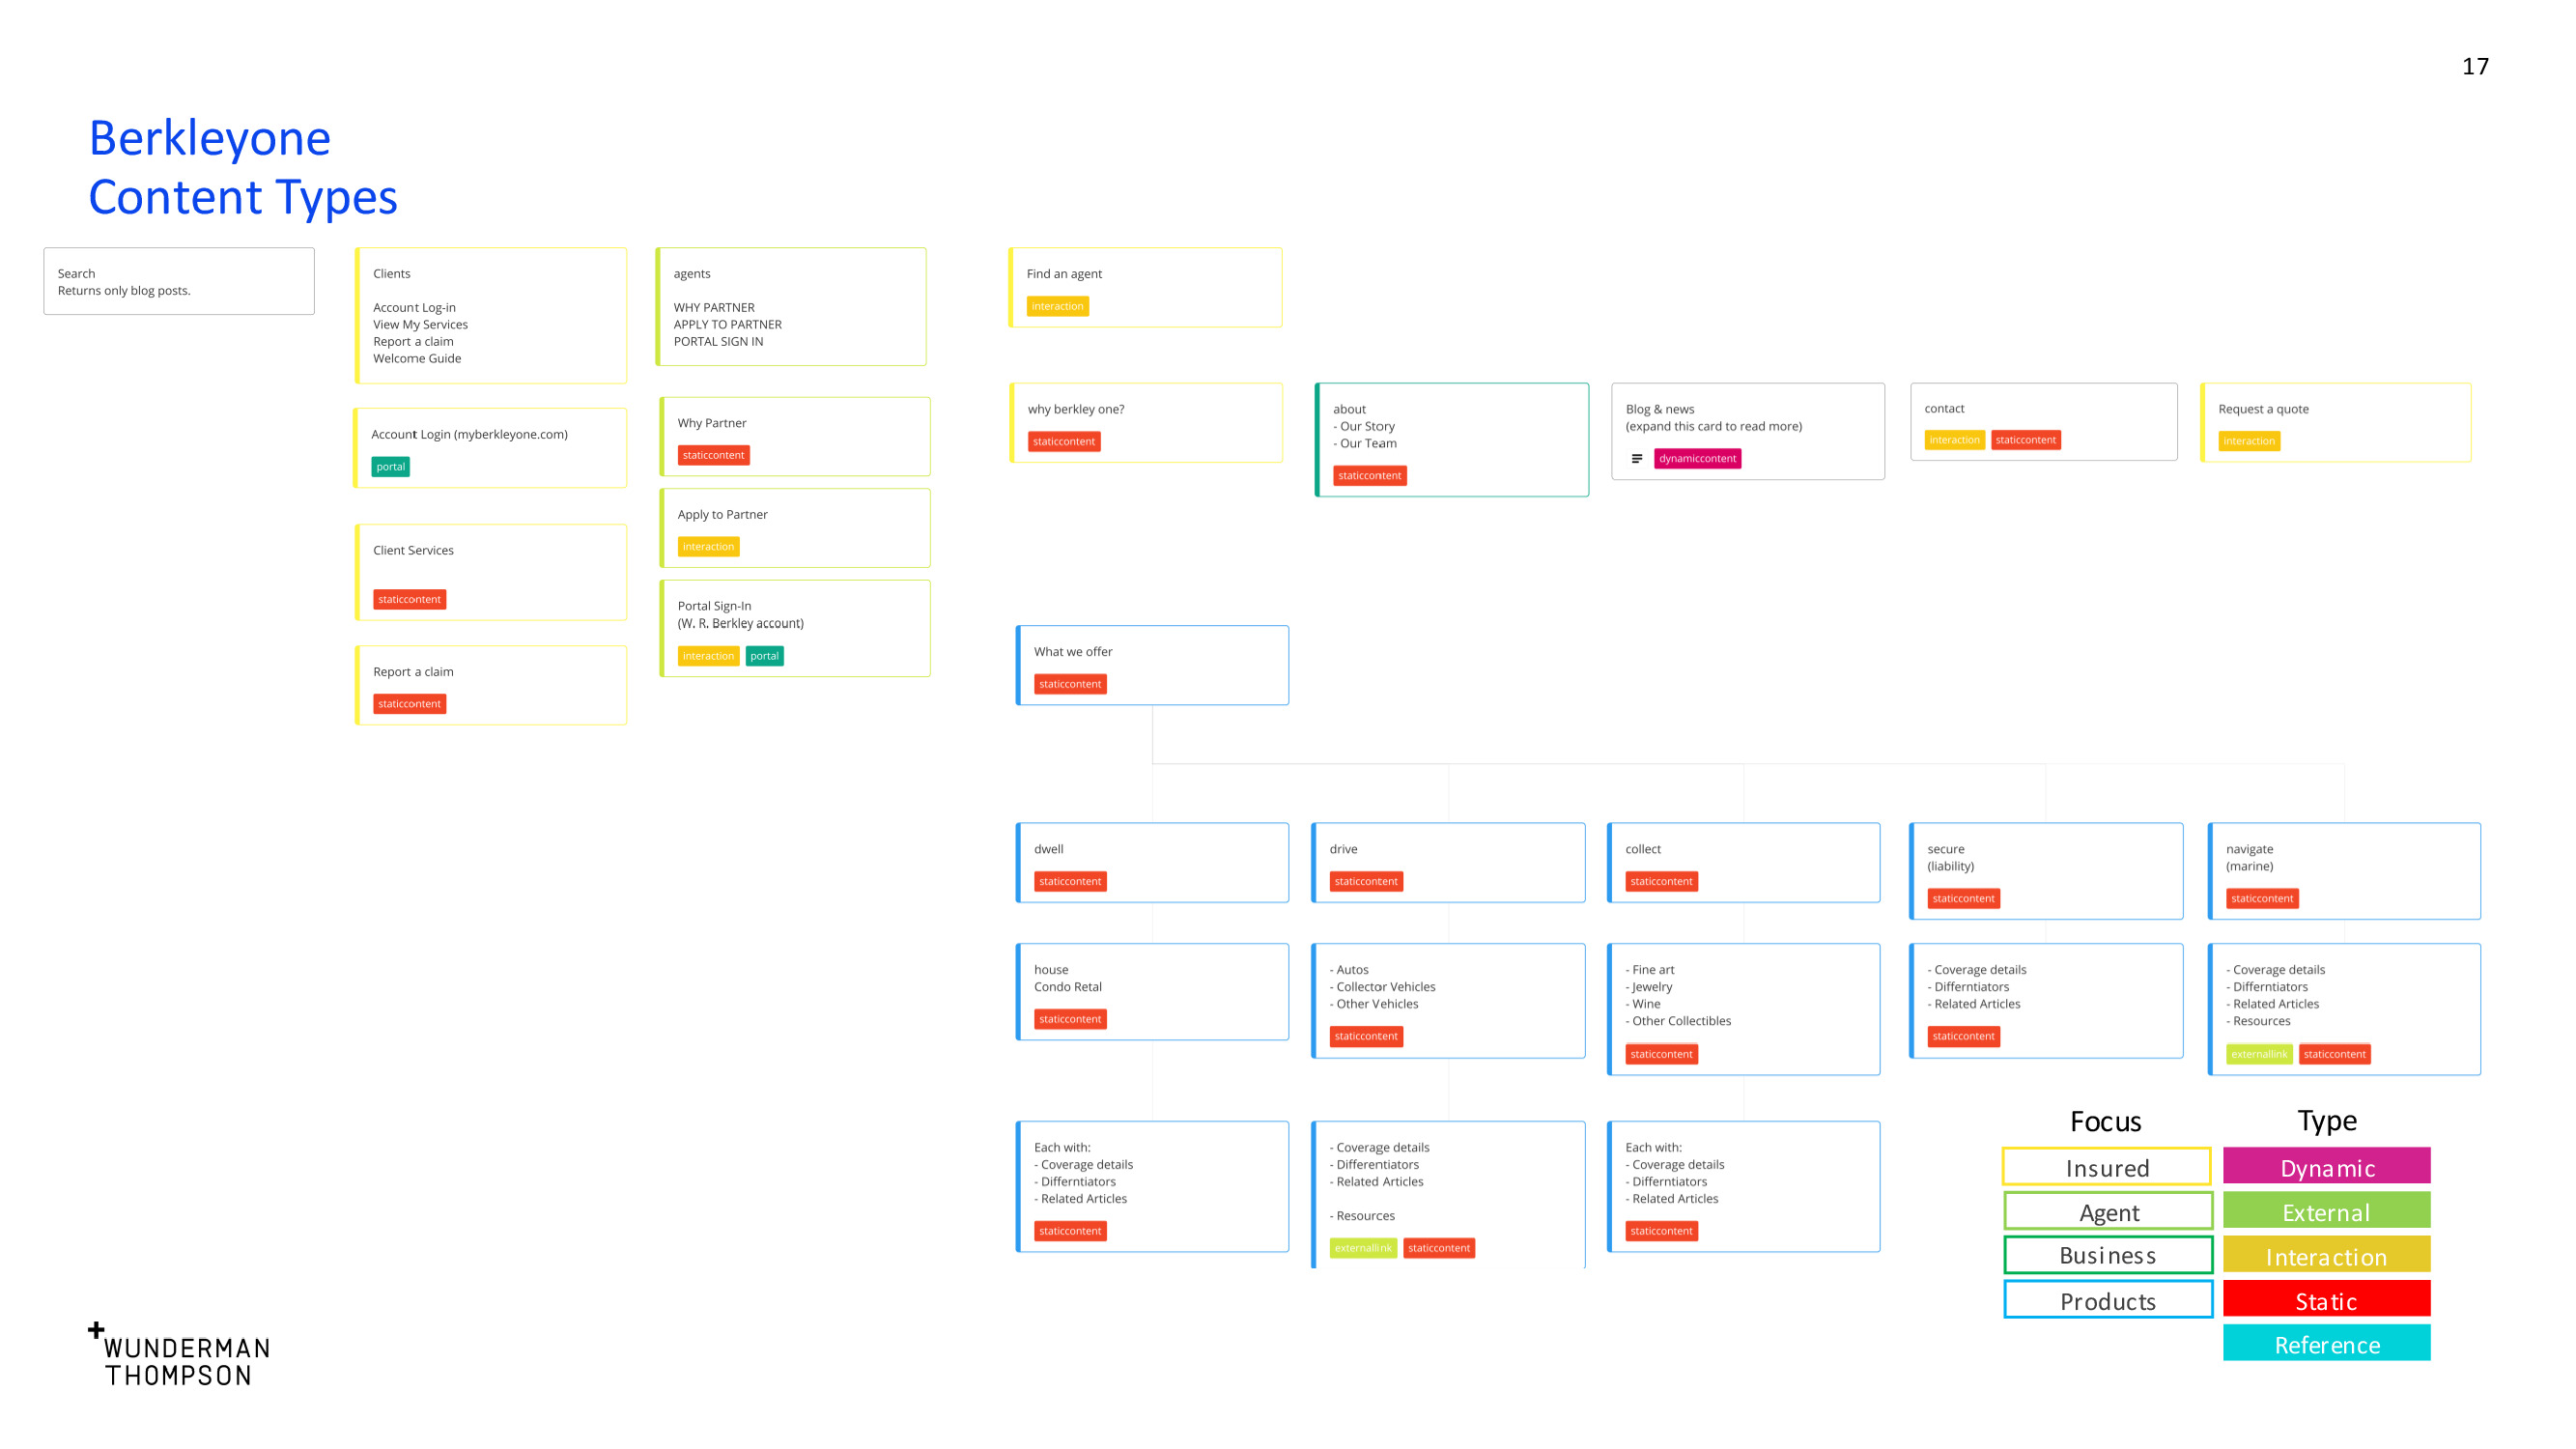 17
Berkleyone
Content Types
Search
Returns only blog posts.
Clients
Account Log-in
View My Services
Report a claim
Welcome Guide
Account Login (myberkleyone.com)
portal
Client Services
staticcontent
Report a claim
staticcontent
agents
WHY PARTNER
APPLY TO PARTNER
PORTAL SIGN IN
Why Partner
staticcontent
Apply to Partner
interaction
Portal Sign-In
(W. R. Berkley account)
interaction portal
Find an agent
interaction
why berkley one?
staticcontent
about
- Our Story
- Our Team
staticcontent
Blog & news
(expand this card to read more)
dynamiccontent
contact
interaction staticcontent
Request a quote
interaction
What we offer
staticcontent
dwell
staticcontent
drive
staticcontent
collect
staticcontent
secure
(liability)
staticcontent
navigate
(marine)
staticcontent
house
Condo Retal
staticcontent
- Autos
- Collector Vehicles
- Other Vehicles
staticcontent
- Fine art
- Jewelry
- Wine
- Other Collectibles
staticcontent
- Coverage details
- Differntiators
- Related Articles
staticcontent
- Coverage details
- Differntiators
- Related Articles
- Resources
externallink staticcontent
Each with:
- Coverage details
- Differntiators
- Related Articles
staticcontent
- Coverage details
- Differentiators
- Related Articles
- Resources
externallink staticcontent
Each with:
- Coverage details
- Differntiators
- Related Articles
staticcontent
Focus
Insured
Agent
Business
Products
Type
Dynamic
External
Interaction
Static
Reference
WUNDERMAN
THOMPSON